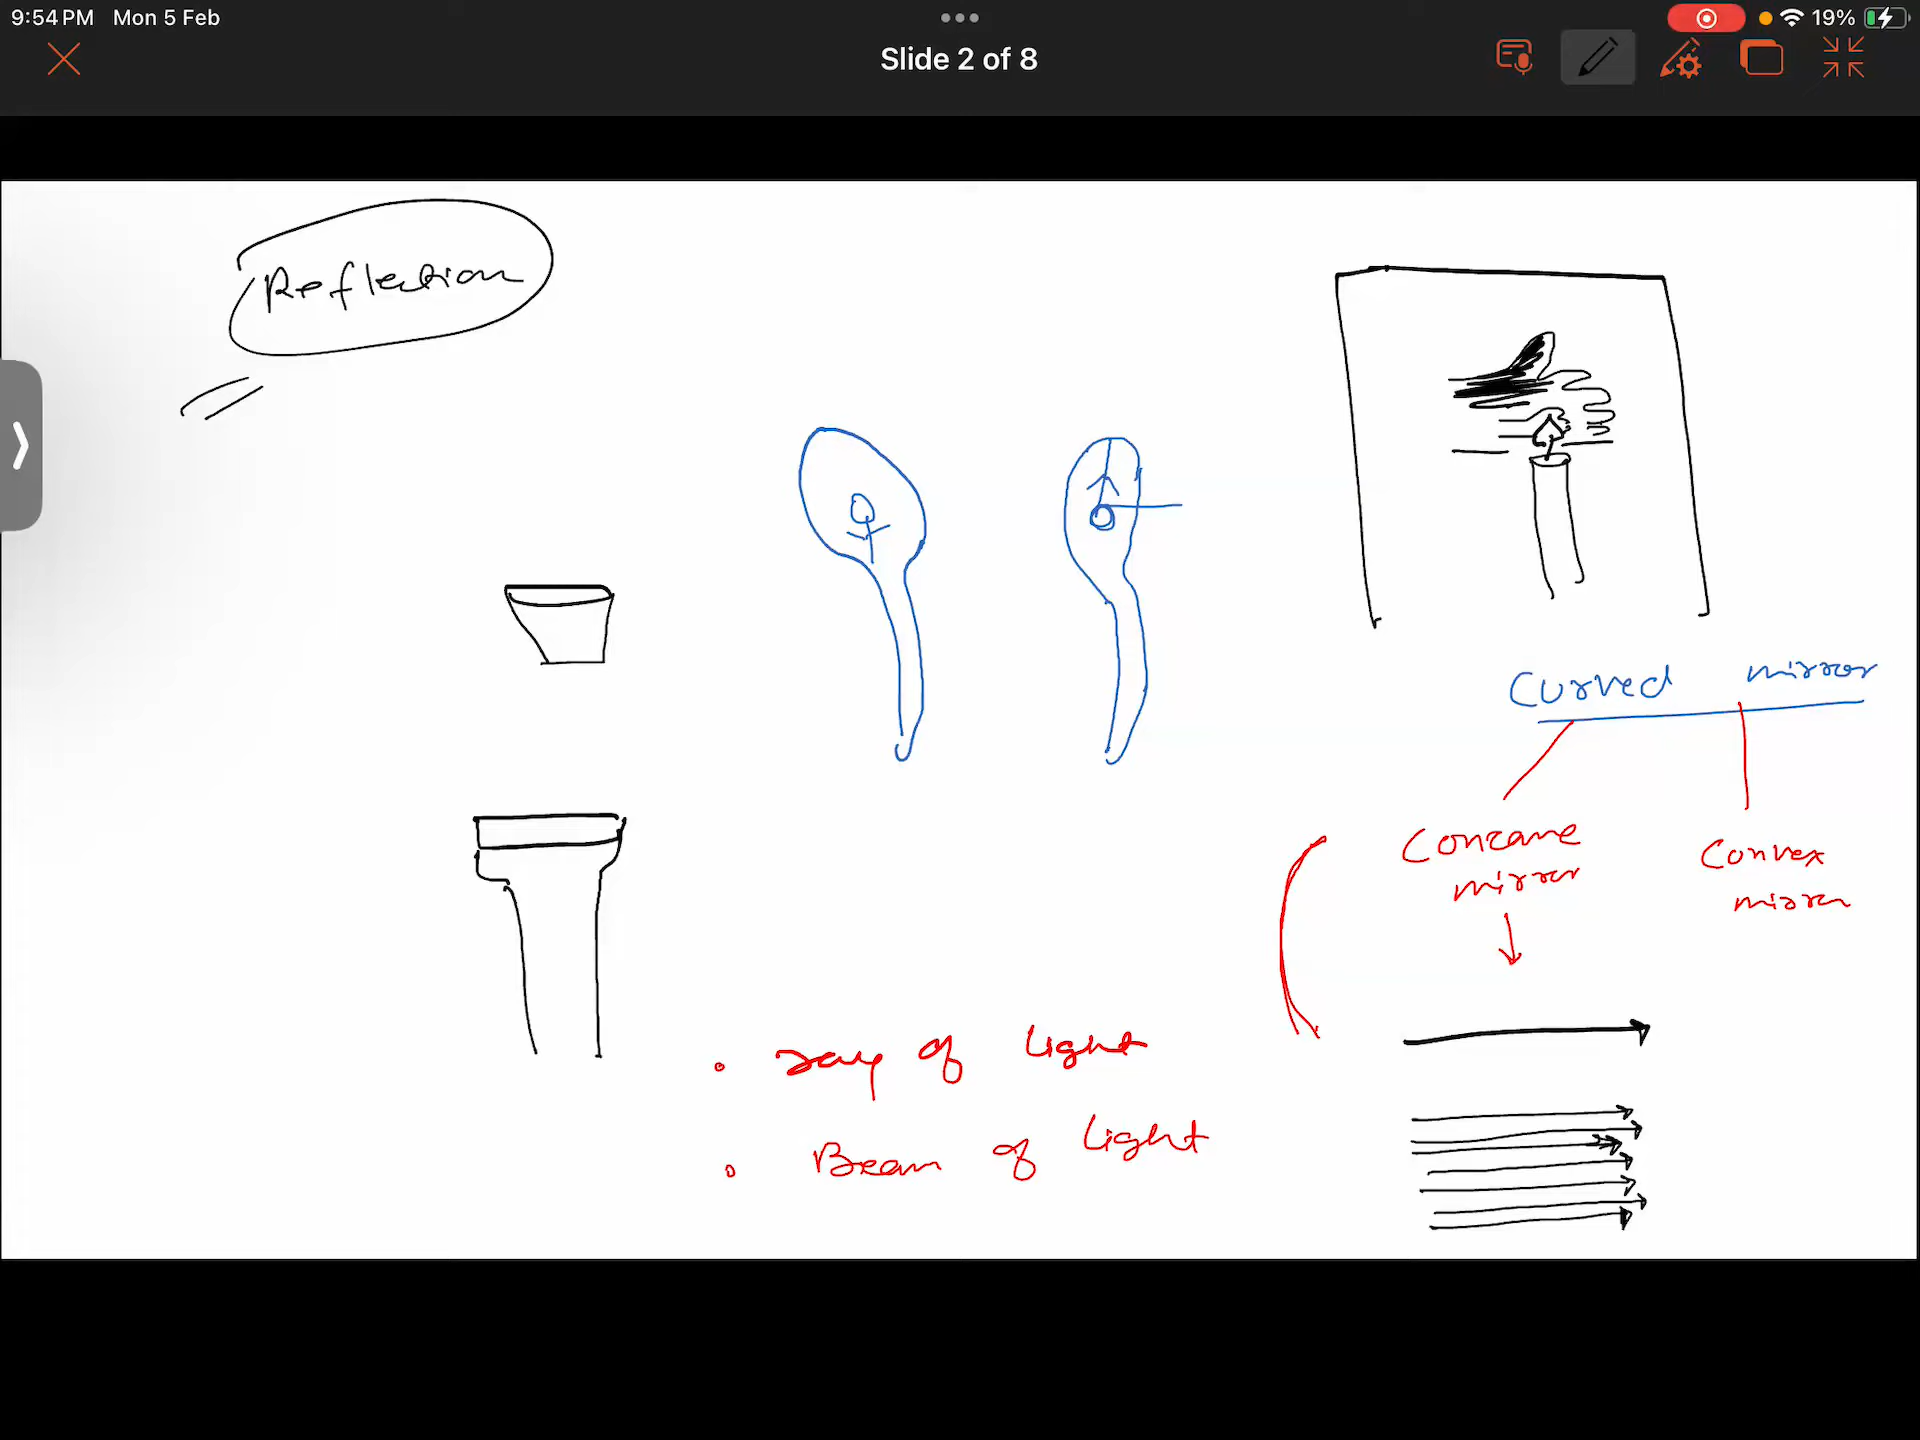 9:54 PM Mon 5 Feb
19%
Slide 2 of 8
Reflection
Curved mirror
Concave mirror
Convex mirror
• ray of light
• Beam of light